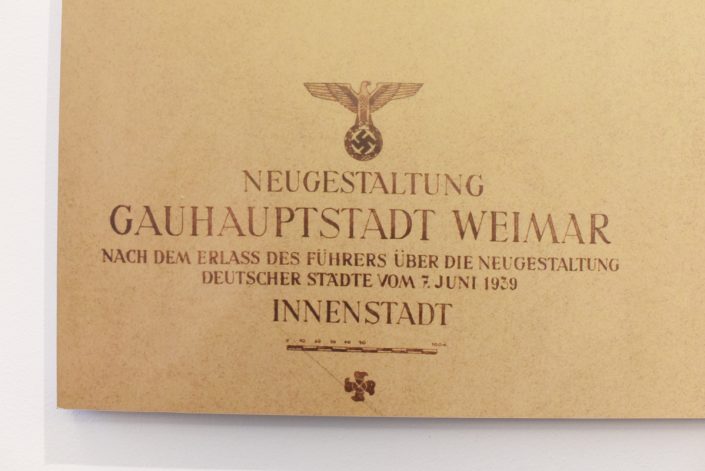 NEUGESTALTUNG
GAUHAUPTSTADT WEIMAR
NACH DEM ERLASS DES FÜHRERS ÜBER DIE NEUGESTALTUNG
DEUTSCHER STÄDTE VOM 7. JUNI 1939
INNENSTADT